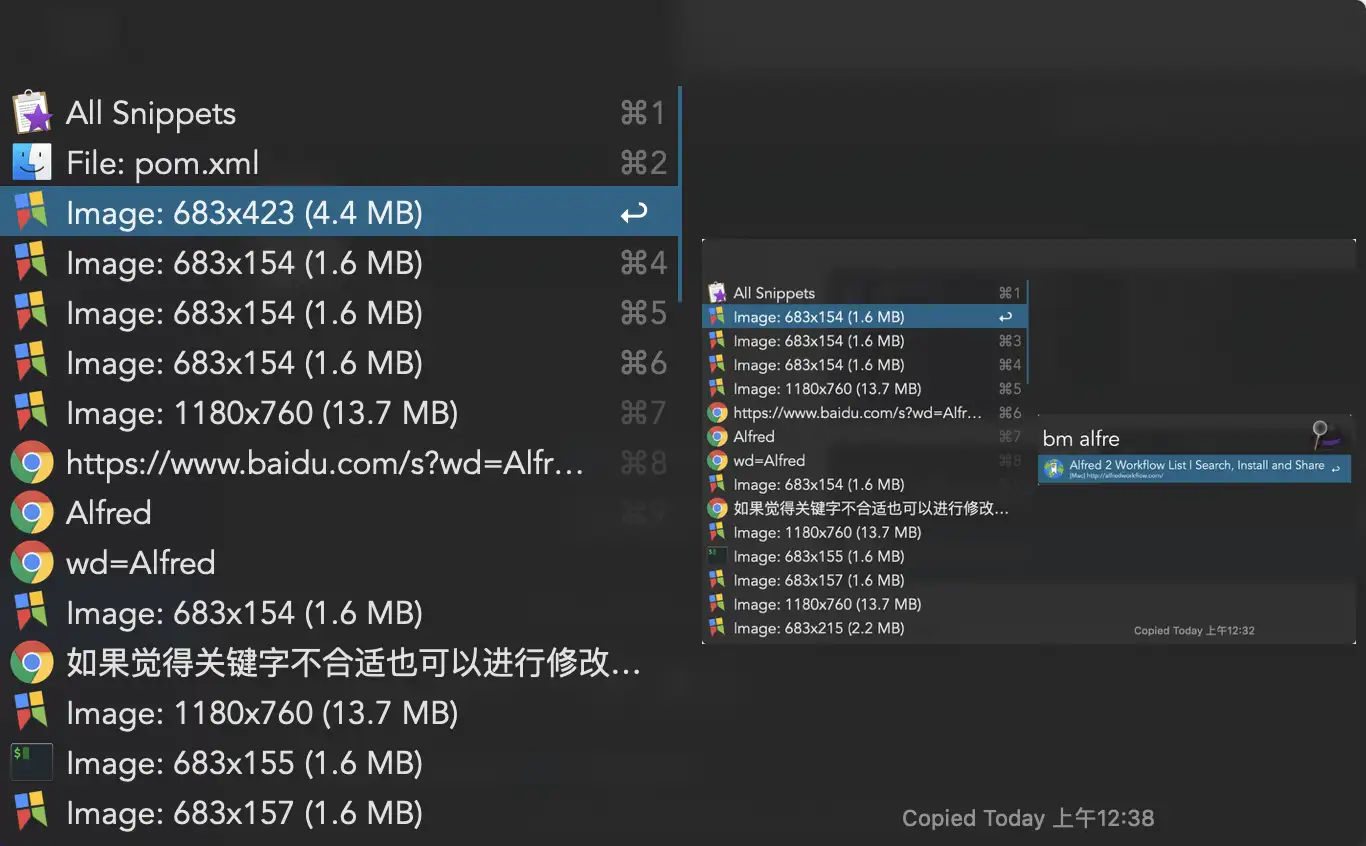 All Snippets ⌘1
File: pom.xml ⌘2
Image: 683x423 (4.4 MB)
Image: 683x154 (1.6 MB) ⌘4
Image: 683x154 (1.6 MB) ⌘5
Image: 683x154 (1.6 MB) ⌘6
Image: 1180x760 (13.7 MB) ⌘7
https://www.baidu.com/s?wd=Alfr... ⌘8
Alfred ⌘9
wd=Alfred
Image: 683x154 (1.6 MB)
如果觉得关键字不合适也可以进行修改...
Image: 1180x760 (13.7 MB)
$
Image: 683x155 (1.6 MB)
Image: 683x157 (1.6 MB)
All Snippets ⌘1
Image: 683x154 (1.6 MB)
Image: 683x154 (1.6 MB) ⌘3
Image: 683x154 (1.6 MB) ⌘4
Image: 1180x760 (13.7 MB) ⌘5
https://www.baidu.com/s?wd=Alfr... ⌘6
Alfred ⌘7
wd=Alfred ⌘8
Image: 683x154 (1.6 MB)
如果觉得关键字不合适也可以进行修改...
Image: 1180x760 (13.7 MB)
$
Image: 683x155 (1.6 MB)
Image: 683x157 (1.6 MB)
Image: 1180x760 (13.7 MB)
Image: 683x215 (2.2 MB)
bm alfre
Alfred 2 Workflow List | Search, Install and Share
[Mac] http://alfredworkflow.com/
Copied Today 上午12:32
Copied Today 上午12:38